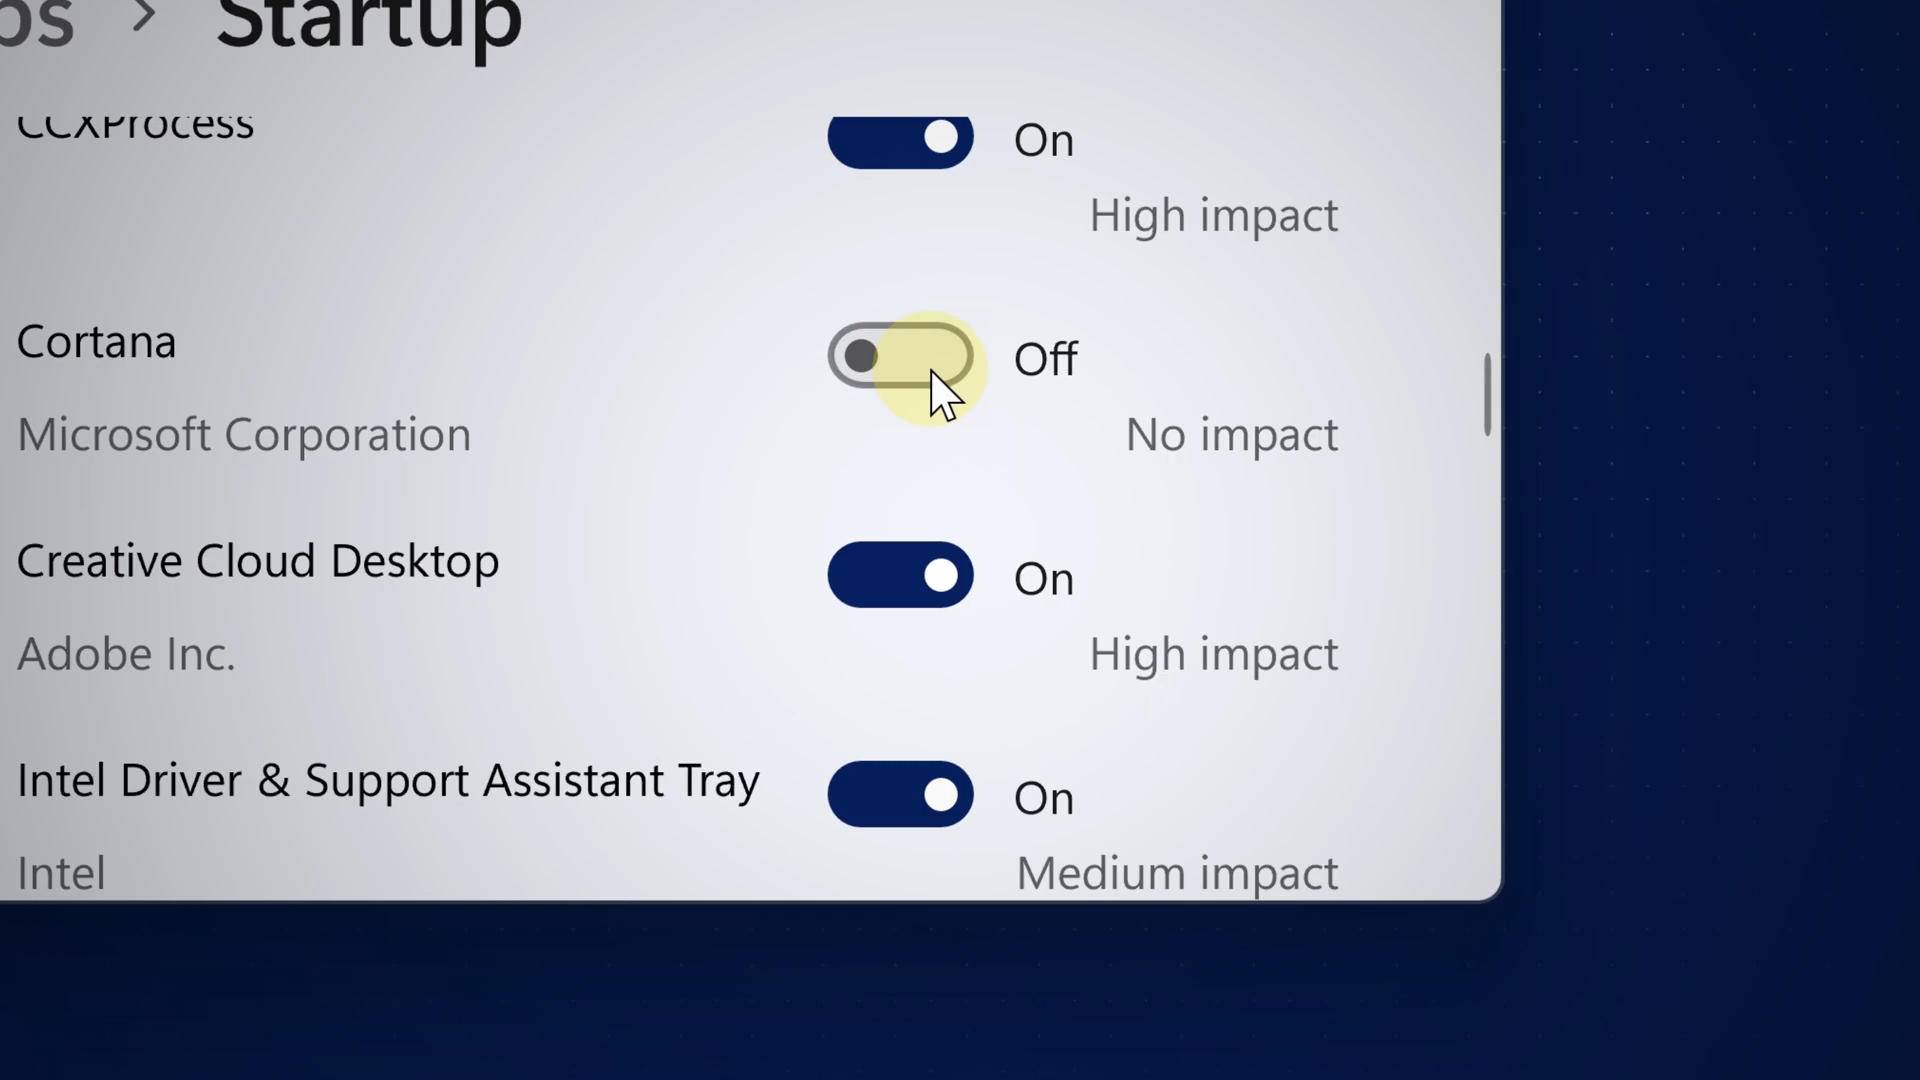 Startup
CCXProcess
On
High impact
Cortana
Off
Microsoft Corporation
No impact
Creative Cloud Desktop
On
Adobe Inc.
High impact
Intel Driver & Support Assistant Tray
On
Intel
Medium impact